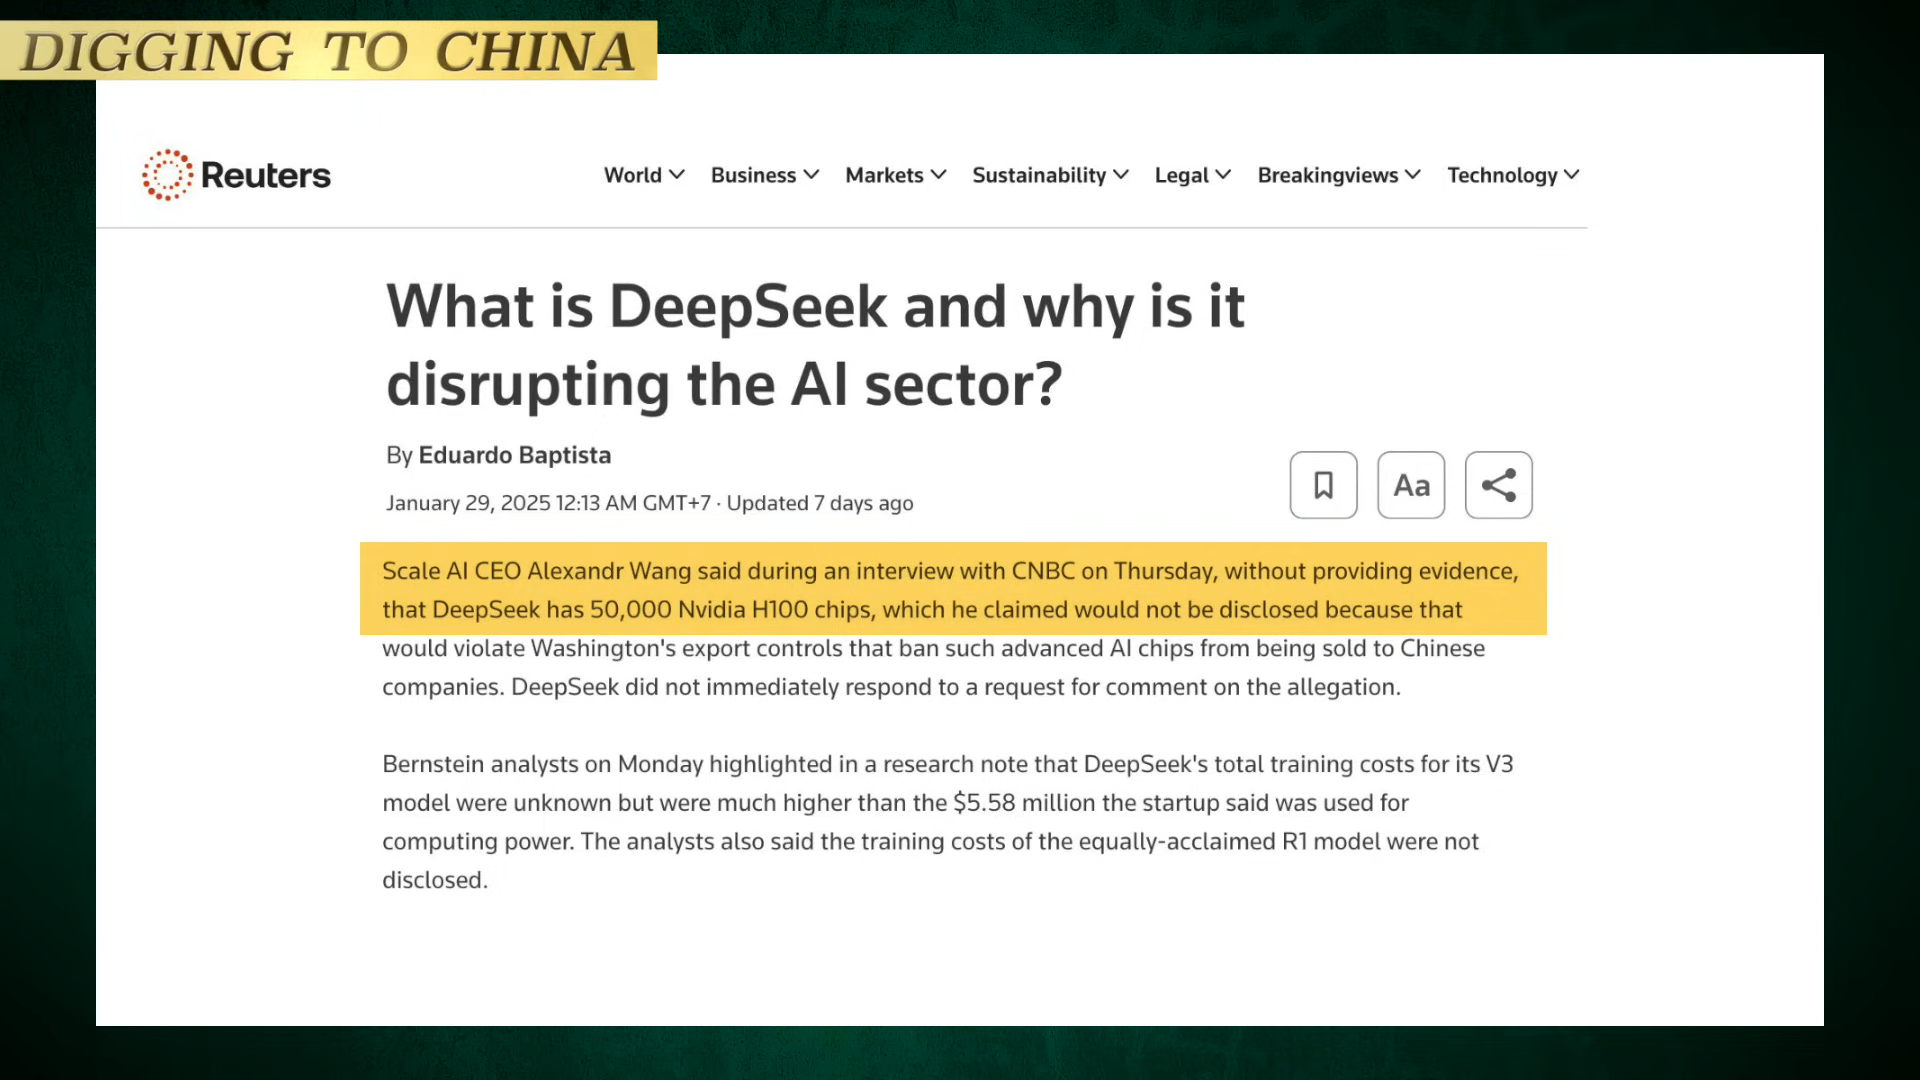 DIGGING TO CHINA
Reuters
World Business Markets Sustainability Legal Breakingviews Technology
What is DeepSeek and why is it
disrupting the AI sector?
By Eduardo Baptista
January 29, 2025 12:13 AM GMT+7 · Updated 7 days ago
Aa
Scale AI CEO Alexandr Wang said during an interview with CNBC on Thursday, without providing evidence,
that DeepSeek has 50,000 Nvidia H100 chips, which he claimed would not be disclosed because that
would violate Washington's export controls that ban such advanced AI chips from being sold to Chinese
companies. DeepSeek did not immediately respond to a request for comment on the allegation.
Bernstein analysts on Monday highlighted in a research note that DeepSeek's total training costs for its V3
model were unknown but were much higher than the $5.58 million the startup said was used for
computing power. The analysts also said the training costs of the equally-acclaimed R1 model were not
disclosed.